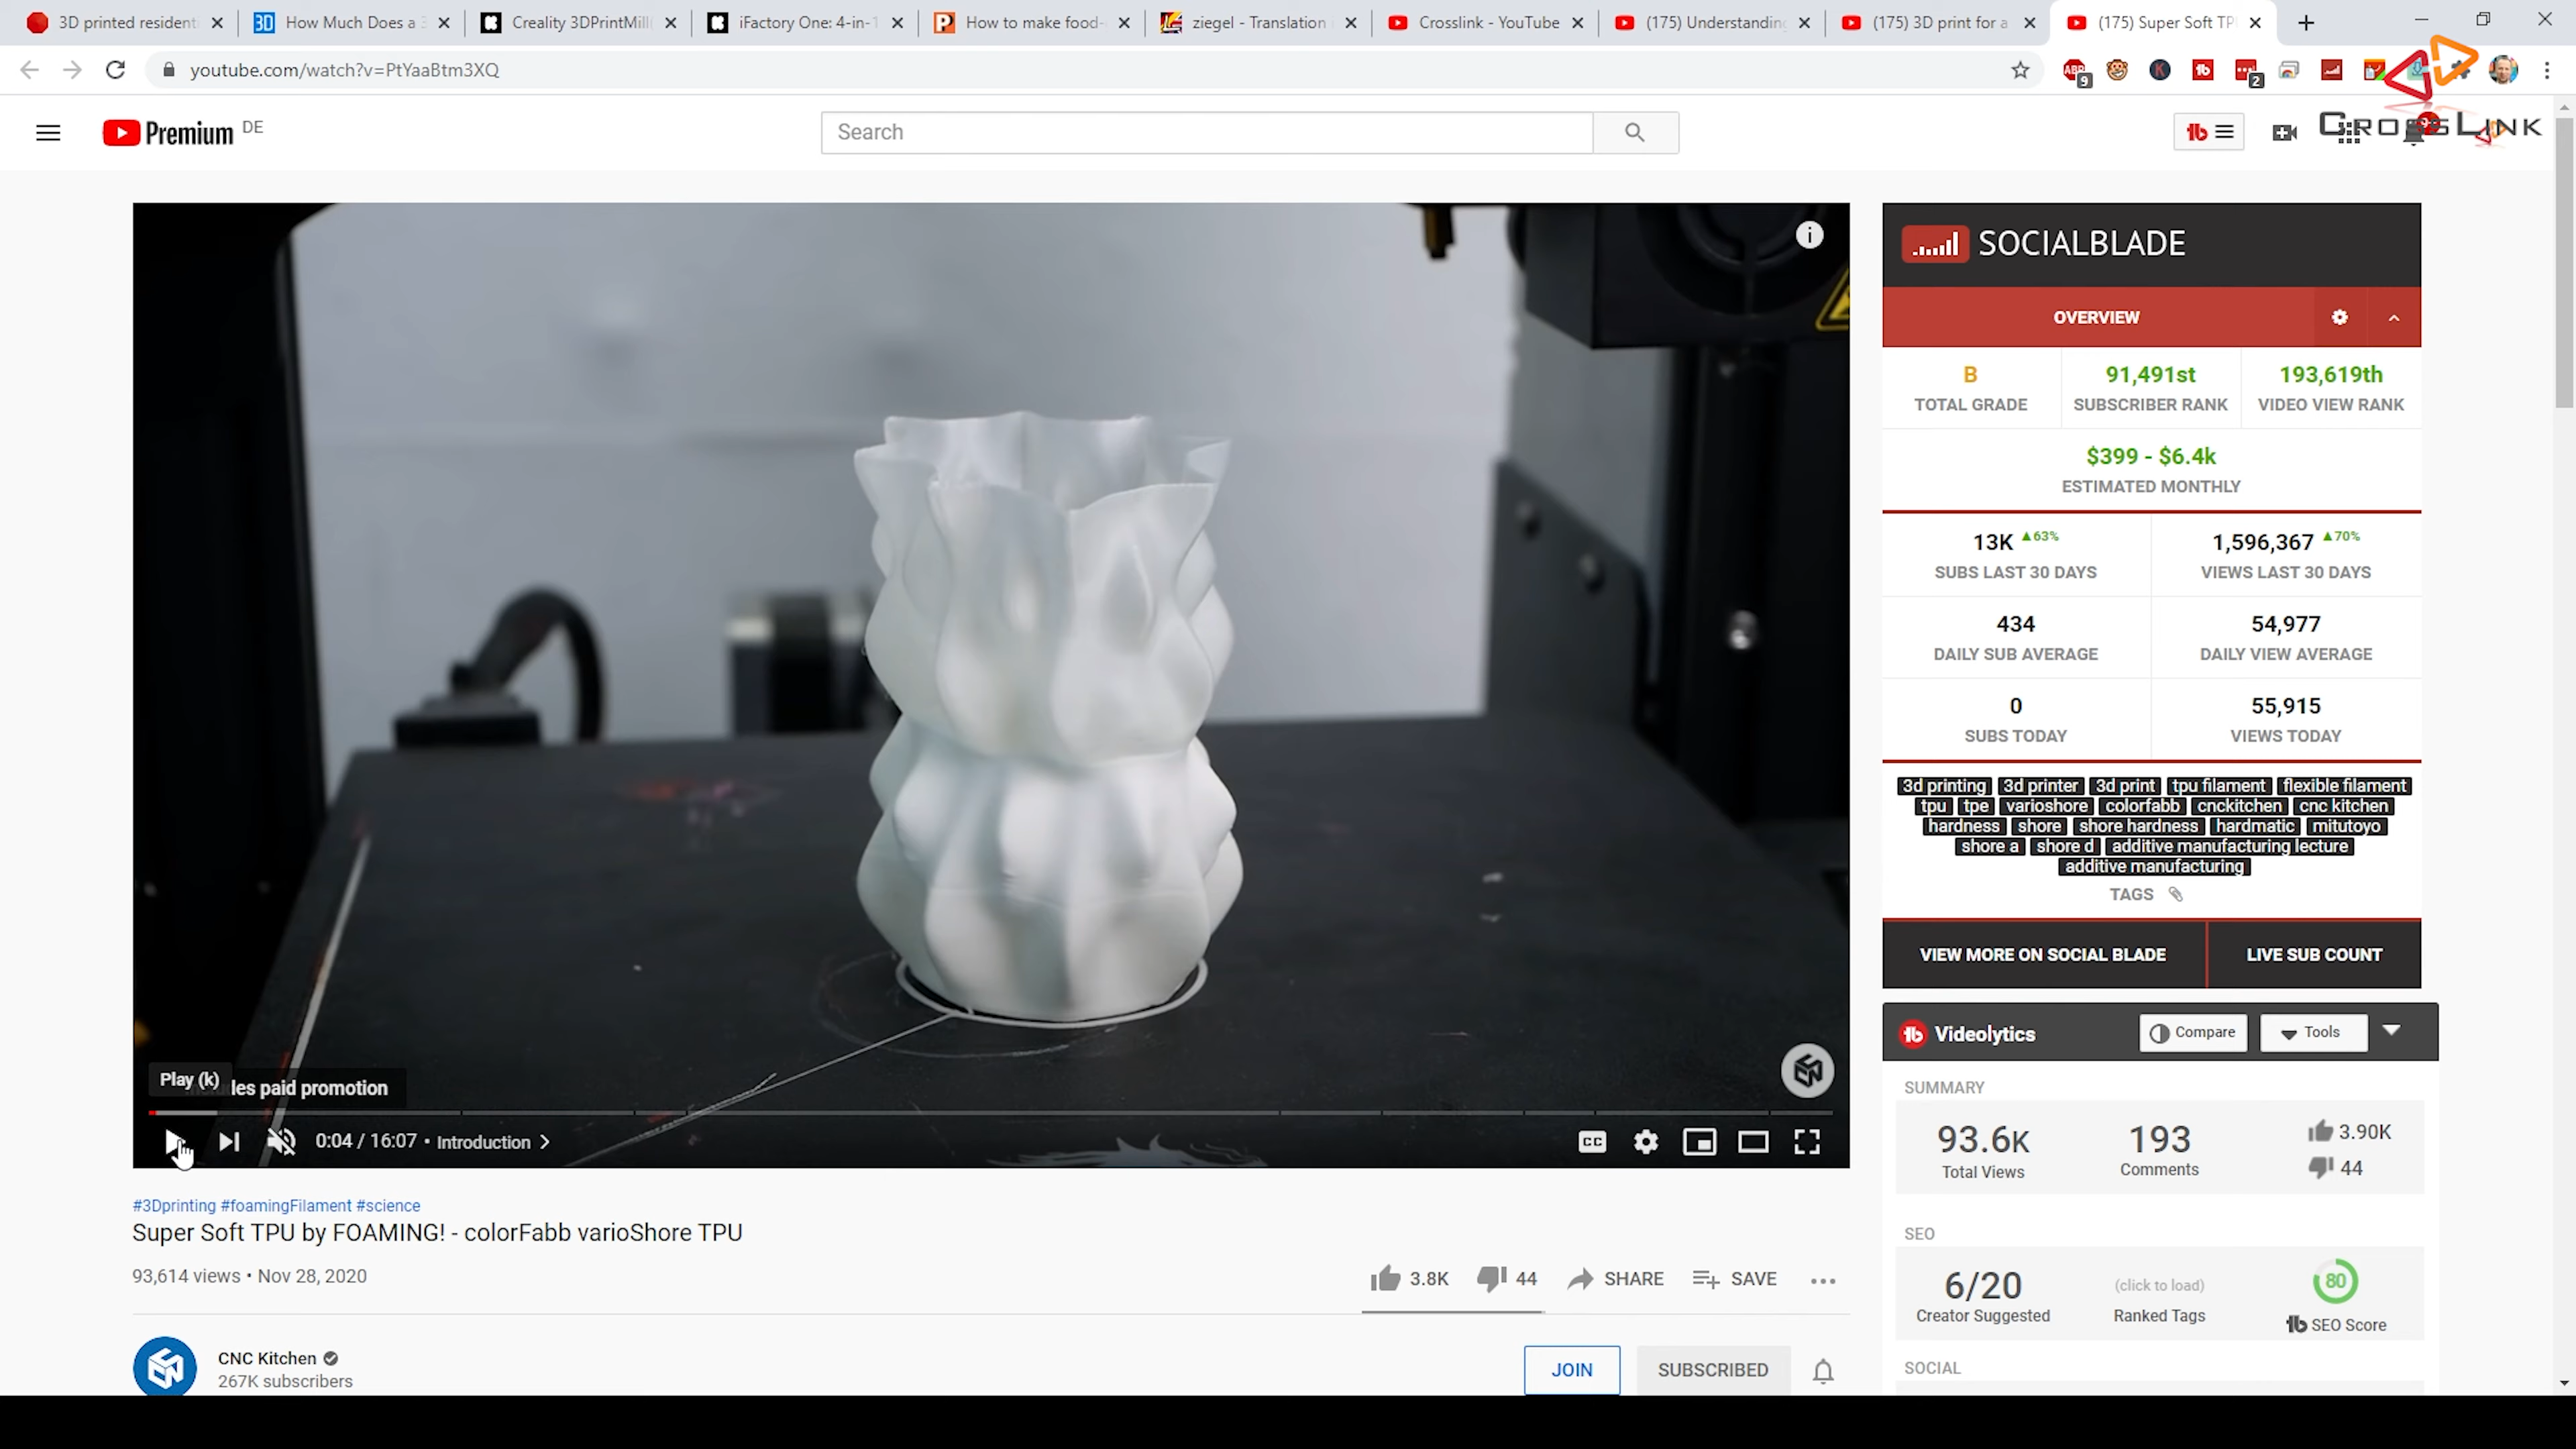 3D printed resident
How Much Does a 3
Creality 3DPrintMill
iFactory One: 4-in-1
How to make food-
ziegel - Translation
Crosslink - YouTube
(175) Understanding
(175) 3D print for a
(175) Super Soft TP
youtube.com/watch?v=PtYaaBtm3XQ
ABP
9
2
Premium DE
Search
CROSSLINK
SOCIALBLADE
OVERVIEW
B
91,491st
193,619th
TOTAL GRADE
SUBSCRIBER RANK
VIDEO VIEW RANK
$399 - $6.4k
ESTIMATED MONTHLY
13K ▲63%
1,596,367 ▲70%
SUBS LAST 30 DAYS
VIEWS LAST 30 DAYS
434
54,977
DAILY SUB AVERAGE
DAILY VIEW AVERAGE
0
55,915
SUBS TODAY
VIEWS TODAY
3d printing 3d printer 3d print tpu filament flexible filament
tpu tpe varioshore colorfabb cnckitchen cnc kitchen
hardness shore shore hardness hardmatic mitutoyo
shore a shore d additive manufacturing lecture
additive manufacturing
TAGS
VIEW MORE ON SOCIAL BLADE
LIVE SUB COUNT
Videolytics
Compare
Tools
SUMMARY
93.6K
193
3.90K
Total Views
Comments
44
SEO
6/20
(click to load)
80
Creator Suggested
Ranked Tags
SEO Score
SOCIAL
Play (k)
paid promotion
0:04 / 16:07 • Introduction
CC
#3Dprinting #foamingFilament #science
Super Soft TPU by FOAMING! - colorFabb varioShore TPU
93,614 views • Nov 28, 2020
3.8K
44
SHARE
SAVE
CNC Kitchen
267K subscribers
JOIN
SUBSCRIBED